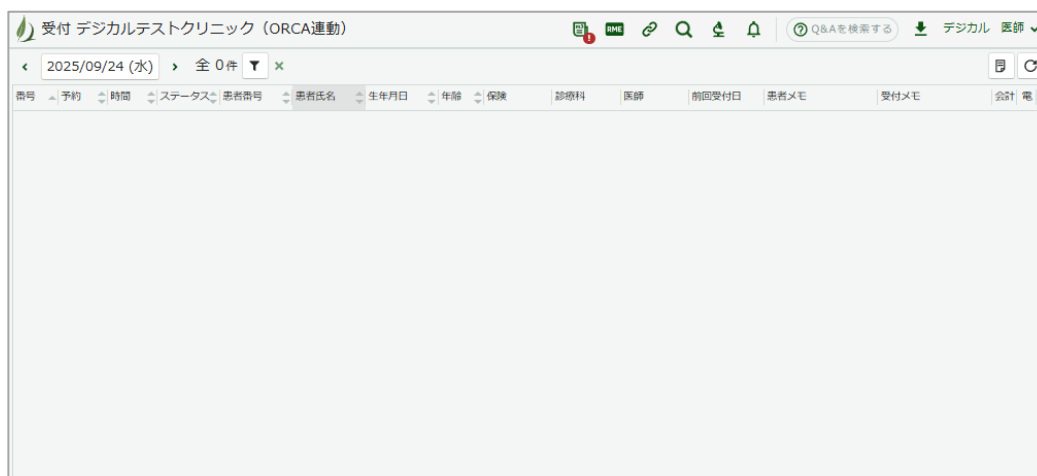 受付 デジカルテストクリニック（ORCA連動） RME Q&Aを検索する デジカル 医師
2025/09/24 (水) 全 0件
番号 予約 時間 ステータス 患者番号 患者氏名 生年月日 年齢 保険 診療科 医師 前回受付日 患者メモ 受付メモ 会計 電